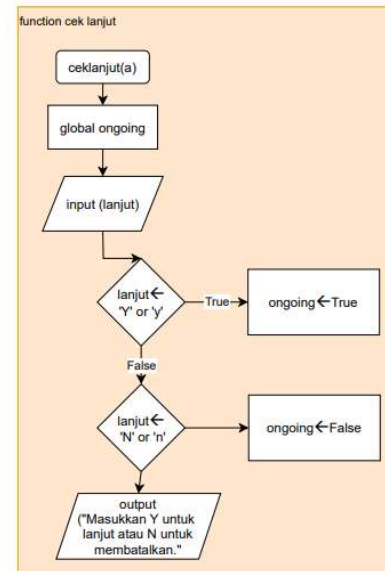 function cek lanjut
ceklanjut(a)
global ongoing
input (lanjut)
lanjut←
'Y' or 'y'
True
ongoing←True
False
lanjut←
'N' or 'n'
ongoing←False
output
("Masukkan Y untuk
lanjut atau N untuk
membatalkan."